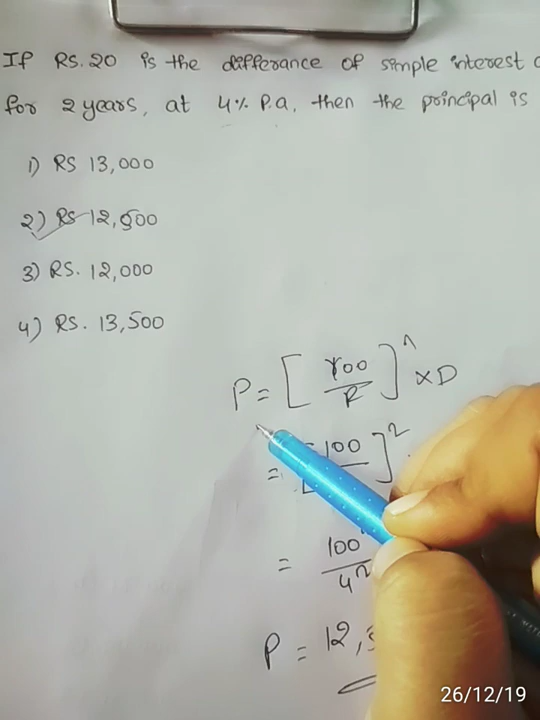 If Rs. 20 is the differance of simple interest
for 2 years, at 4% P.a, then the principal is
1) RS 13,000
2) RS 12,500
3) RS. 12,000
4) RS. 13,500
P = [ 100 / R ]^n × D
= [ 100 ]^2
= 100 / 4^2
P = 12,
26/12/19